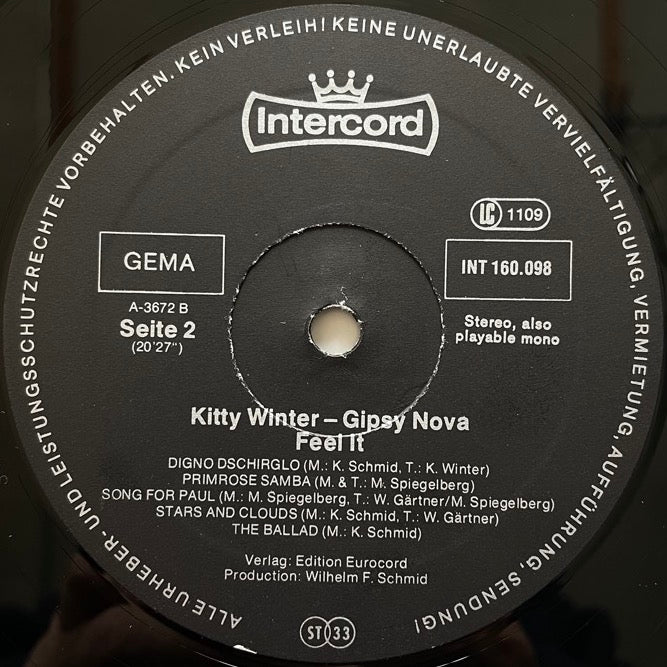 ALLE URHEBER- UND LEISTUNGSSCHUTZRECHTE VORBEHALTEN. KEIN VERLEIH! KEINE UNERLAUBTE VERVIELFÄLTIGUNG, VERMIETUNG, AUFFÜHRUNG, SENDUNG!
Intercord
LC 1109
GEMA
INT 160.098
A-3672 B
Seite 2
(20'27")
Stereo, also
playable mono
Kitty Winter – Gipsy Nova
Feel It
DIGNO DSCHIRGLO (M.: K. Schmid, T.: K. Winter)
PRIMROSE SAMBA (M. & T.: M. Spiegelberg)
SONG FOR PAUL (M.: M. Spiegelberg, T.: W. Gärtner/M. Spiegelberg)
STARS AND CLOUDS (M.: K. Schmid, T.: W. Gärtner)
THE BALLAD (M.: K. Schmid)
Verlag: Edition Eurocord
Production: Wilhelm F. Schmid
ST 33